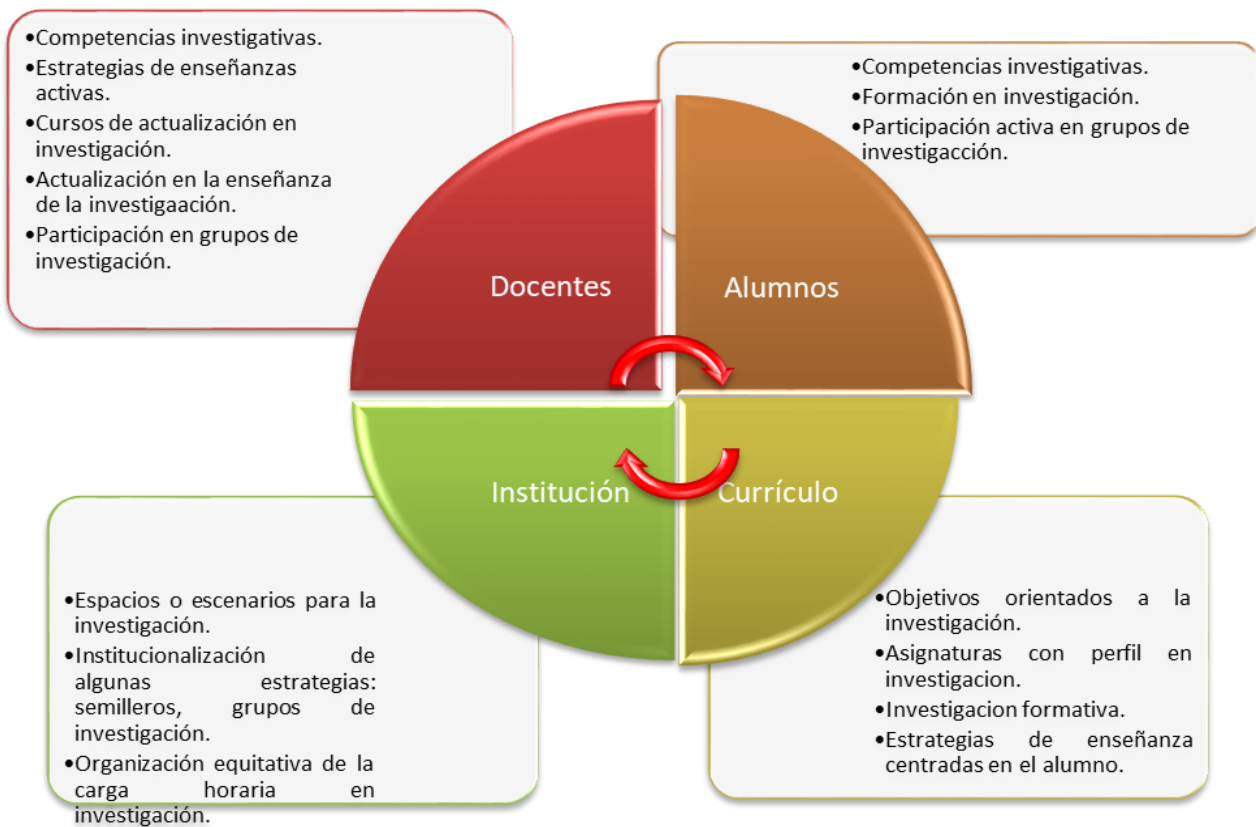 •Competencias investigativas.
•Estrategias de enseñanzas
activas.
•Cursos de actualización en
investigación.
•Actualización en la enseñanza
de la investigaación.
•Participación en grupos de
investigación.
•Competencias investigativas.
•Formación en investigación.
•Participación activa en grupos de
investigacción.
Docentes
Alumnos
Institución
Currículo
•Espacios o escenarios para la
investigación.
•Institucionalización de
algunas estrategias:
semilleros, grupos de
investigación.
•Organización equitativa de la
carga horaria en
investigación.
•Objetivos orientados a la
investigación.
•Asignaturas con perfil en
investigacion.
•Investigacion formativa.
•Estrategias de enseñanza
centradas en el alumno.